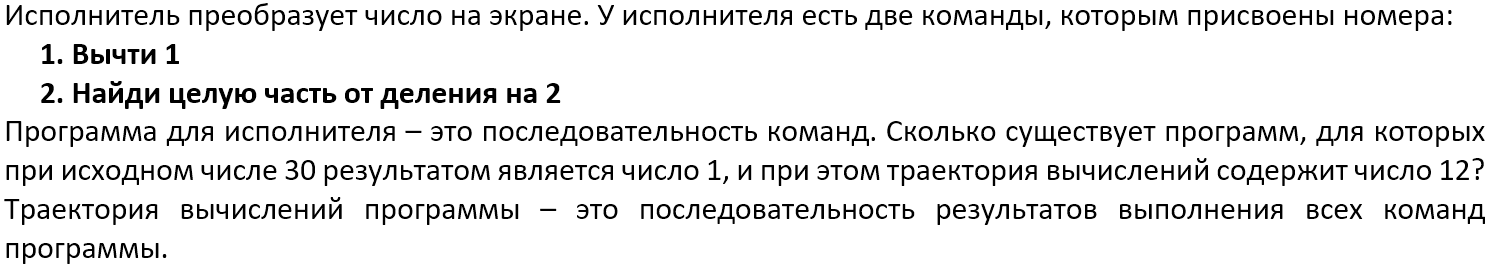 Исполнитель преобразует число на экране. У исполнителя есть две команды, которым присвоены номера:
1. Вычти 1
2. Найди целую часть от деления на 2
Программа для исполнителя – это последовательность команд. Сколько существует программ, для которых
при исходном числе 30 результатом является число 1, и при этом траектория вычислений содержит число 12?
Траектория вычислений программы – это последовательность результатов выполнения всех команд
программы.